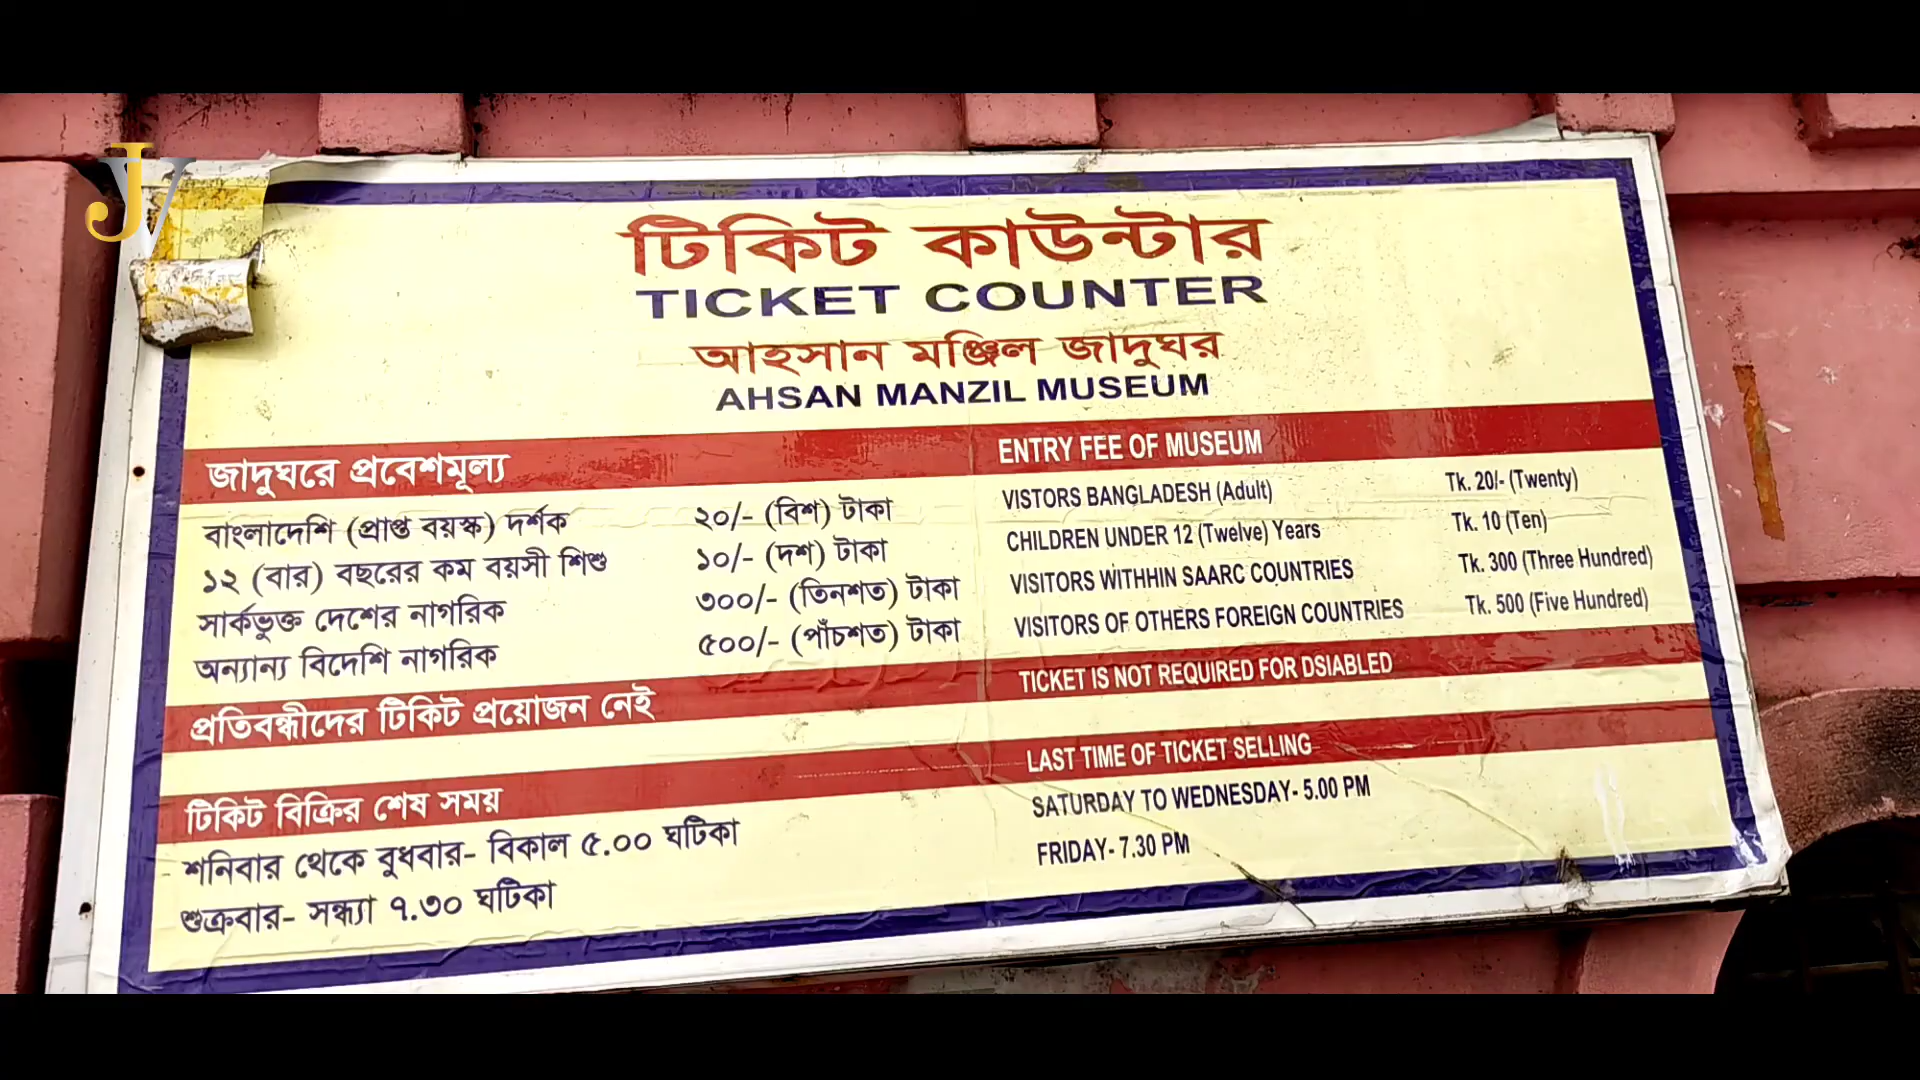 JV
টিকিট কাউন্টার
TICKET COUNTER
আহসান মঞ্জিল জাদুঘর
AHSAN MANZIL MUSEUM
জাদুঘরে প্রবেশমূল্য
বাংলাদেশি (প্রাপ্ত বয়স্ক) দর্শক ২০/- (বিশ) টাকা
১২ (বার) বছরের কম বয়সী শিশু ১০/- (দশ) টাকা
সার্কভুক্ত দেশের নাগরিক ৩০০/- (তিনশত) টাকা
অন্যান্য বিদেশি নাগরিক ৫০০/- (পাঁচশত) টাকা
প্রতিবন্ধীদের টিকিট প্রয়োজন নেই
টিকিট বিক্রির শেষ সময়
শনিবার থেকে বুধবার- বিকাল ৫.০০ ঘটিকা
শুক্রবার- সন্ধ্যা ৭.৩০ ঘটিকা
ENTRY FEE OF MUSEUM
VISTORS BANGLADESH (Adult) Tk. 20/- (Twenty)
CHILDREN UNDER 12 (Twelve) Years Tk. 10 (Ten)
VISITORS WITHHIN SAARC COUNTRIES Tk. 300 (Three Hundred)
VISITORS OF OTHERS FOREIGN COUNTRIES Tk. 500 (Five Hundred)
TICKET IS NOT REQUIRED FOR DSIABLED
LAST TIME OF TICKET SELLING
SATURDAY TO WEDNESDAY- 5.00 PM
FRIDAY- 7.30 PM